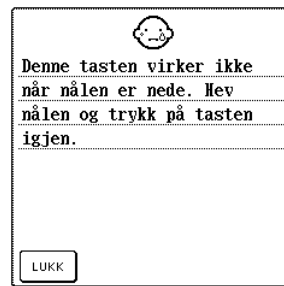 Denne tasten virker ikke
når nålen er nede. Hev
nålen og trykk på tasten
igjen.
LUKK